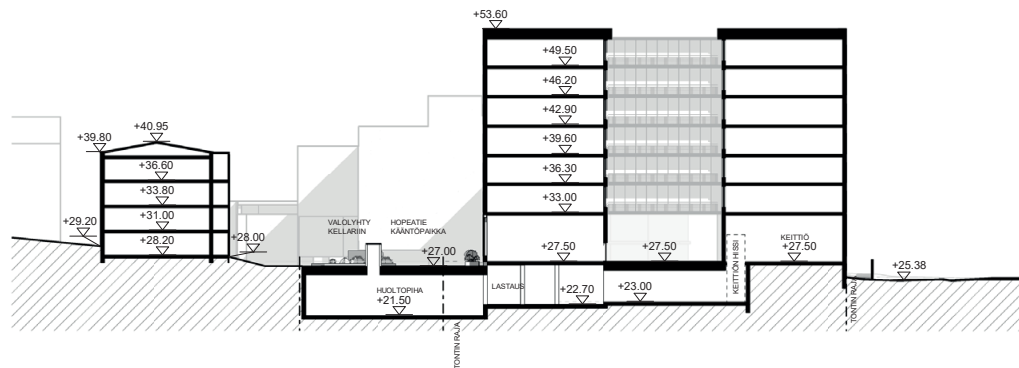 +53.60
+49.50
+46.20
+42.90
+40.95
+39.80
+39.60
+36.60
+36.30
+33.80
+33.00
+31.00
+29.20
+28.20
+28.00
VALOLYHTY
KELLARIIN
HOPEATIE
KÄÄNTÖPAIKKA
+27.00
+27.50
+27.50
KEITTIÖ
+27.50
KEITTIÖN HISSI
+25.38
HUOLTOPIHA
+21.50
LASTAUS
+22.70
+23.00
TONTIN RAJA
TONTIN RAJA